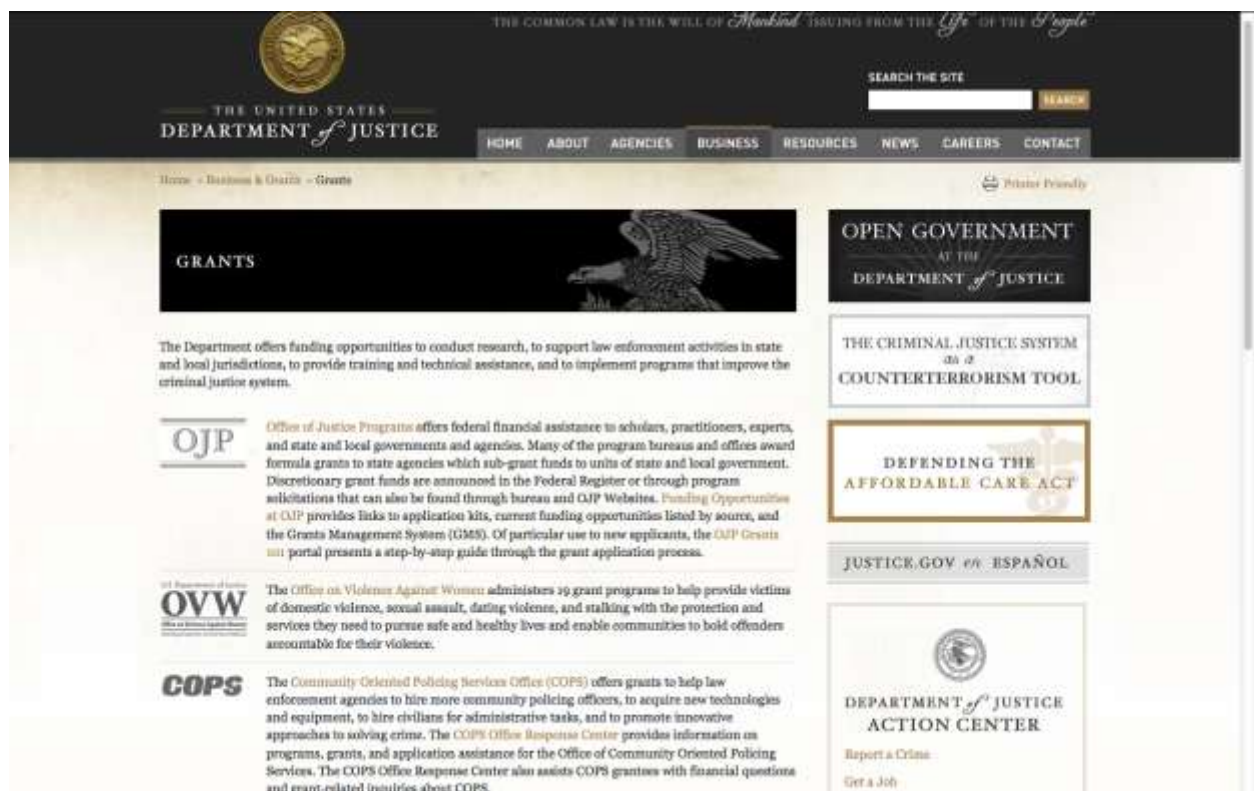 THE COMMON LAW IS THE WILL OF Mankind ISSUING FROM THE Life OF THE People
SEARCH THE SITE
SEARCH
THE UNITED STATES
DEPARTMENT of JUSTICE
HOME ABOUT AGENCIES BUSINESS RESOURCES NEWS CAREERS CONTACT
Home » Business & Grants » Grants
Printer Friendly
GRANTS
The Department offers funding opportunities to conduct research, to support law enforcement activities in state
and local jurisdictions, to provide training and technical assistance, and to implement programs that improve the
criminal justice system.
OJP
Office of Justice Programs offers federal financial assistance to scholars, practitioners, experts,
and state and local governments and agencies. Many of the program bureaus and offices award
formula grants to state agencies which sub-grant funds to units of state and local government.
Discretionary grant funds are announced in the Federal Register or through program
solicitations that can also be found through bureau and OJP Websites. Funding Opportunities
at OJP provides links to application kits, current funding opportunities listed by source, and
the Grants Management System (GMS). Of particular use to new applicants, the OJP Grants
101 portal presents a step-by-step guide through the grant application process.
OVW
The Office on Violence Against Women administers 19 grant programs to help provide victims
of domestic violence, sexual assault, dating violence, and stalking with the protection and
services they need to pursue safe and healthy lives and enable communities to hold offenders
accountable for their violence.
COPS
The Community Oriented Policing Services Office (COPS) offers grants to help law
enforcement agencies to hire more community policing officers, to acquire new technologies
and equipment, to hire civilians for administrative tasks, and to promote innovative
approaches to solving crime. The COPS Office Response Center provides information on
programs, grants, and application assistance for the Office of Community Oriented Policing
Services. The COPS Office Response Center also assists COPS grantees with financial questions
and grant-related inquiries about COPS.
OPEN GOVERNMENT
AT THE
DEPARTMENT of JUSTICE
THE CRIMINAL JUSTICE SYSTEM
as a
COUNTERTERRORISM TOOL
DEFENDING THE
AFFORDABLE CARE ACT
JUSTICE.GOV en ESPAÑOL
DEPARTMENT of JUSTICE
ACTION CENTER
Report a Crime
Get a Job